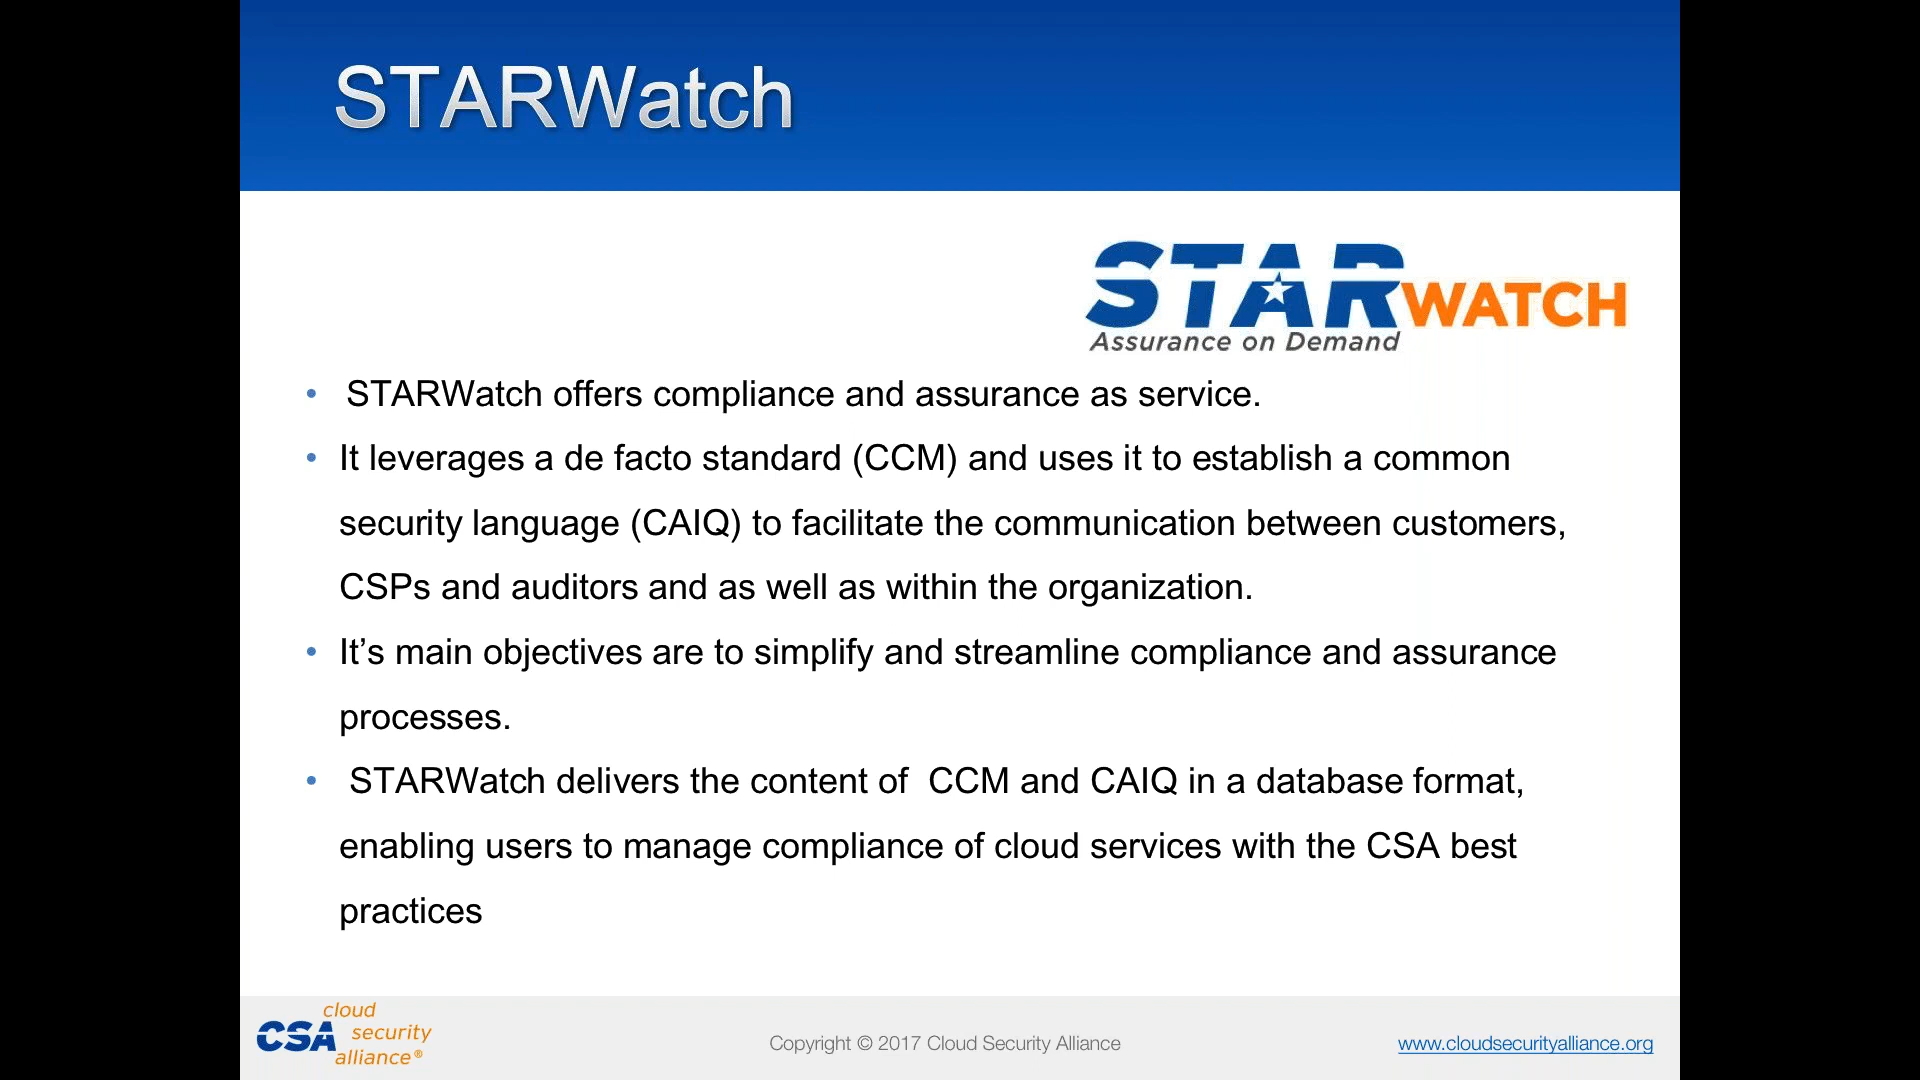 STARWatch
STARWATCH
Assurance on Demand
• STARWatch offers compliance and assurance as service.
• It leverages a de facto standard (CCM) and uses it to establish a common
security language (CAIQ) to facilitate the communication between customers,
CSPs and auditors and as well as within the organization.
• It’s main objectives are to simplify and streamline compliance and assurance
processes.
• STARWatch delivers the content of  CCM and CAIQ in a database format,
enabling users to manage compliance of cloud services with the CSA best
practices
cloud
CSA security
alliance®
Copyright © 2017 Cloud Security Alliance
www.cloudsecurityalliance.org